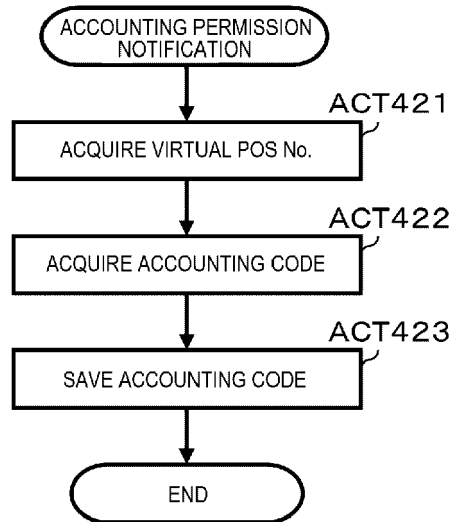 ACCOUNTING PERMISSION
NOTIFICATION
ACT421
ACQUIRE VIRTUAL POS No.
ACT422
ACQUIRE ACCOUNTING CODE
ACT423
SAVE ACCOUNTING CODE
END